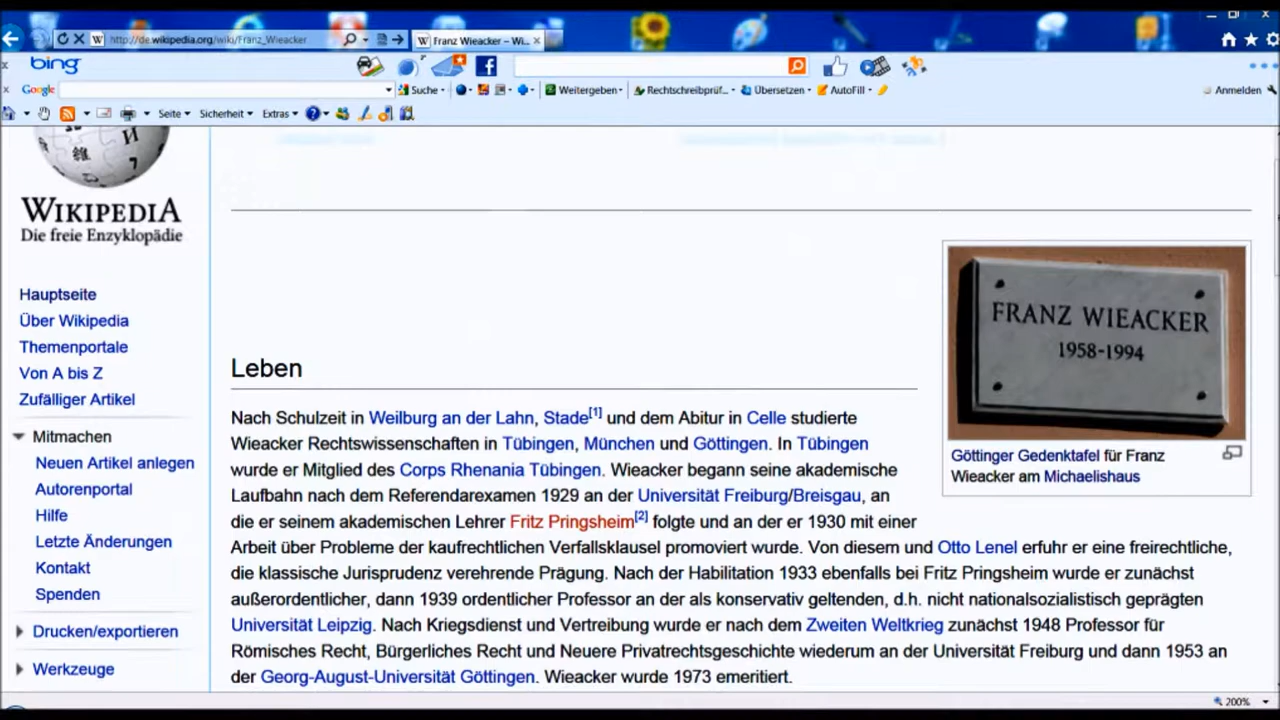 http://de.wikipedia.org/wiki/Franz_Wieacker
Franz Wieacker – Wi...
bing
Google
Suche
Weitergeben
Rechtschreibprüf...
Übersetzen
AutoFill
Anmelden
Seite
Sicherheit
Extras
WIKIPEDIA
Die freie Enzyklopädie
Hauptseite
Über Wikipedia
Themenportale
Von A bis Z
Zufälliger Artikel
Mitmachen
Neuen Artikel anlegen
Autorenportal
Hilfe
Letzte Änderungen
Kontakt
Spenden
Drucken/exportieren
Werkzeuge
Leben
Nach Schulzeit in Weilburg an der Lahn, Stade[1] und dem Abitur in Celle studierte
Wieacker Rechtswissenschaften in Tübingen, München und Göttingen. In Tübingen
wurde er Mitglied des Corps Rhenania Tübingen. Wieacker begann seine akademische
Laufbahn nach dem Referendarexamen 1929 an der Universität Freiburg/Breisgau, an
die er seinem akademischen Lehrer Fritz Pringsheim[2] folgte und an der er 1930 mit einer
Arbeit über Probleme der kaufrechtlichen Verfallsklausel promoviert wurde. Von diesem und Otto Lenel erfuhr er eine freirechtliche,
die klassische Jurisprudenz verehrende Prägung. Nach der Habilitation 1933 ebenfalls bei Fritz Pringsheim wurde er zunächst
außerordentlicher, dann 1939 ordentlicher Professor an der als konservativ geltenden, d.h. nicht nationalsozialistisch geprägten
Universität Leipzig. Nach Kriegsdienst und Vertreibung wurde er nach dem Zweiten Weltkrieg zunächst 1948 Professor für
Römisches Recht, Bürgerliches Recht und Neuere Privatrechtsgeschichte wiederum an der Universität Freiburg und dann 1953 an
der Georg-August-Universität Göttingen. Wieacker wurde 1973 emeritiert.
FRANZ WIEACKER
1958-1994
Göttinger Gedenktafel für Franz
Wieacker am Michaelishaus
200%